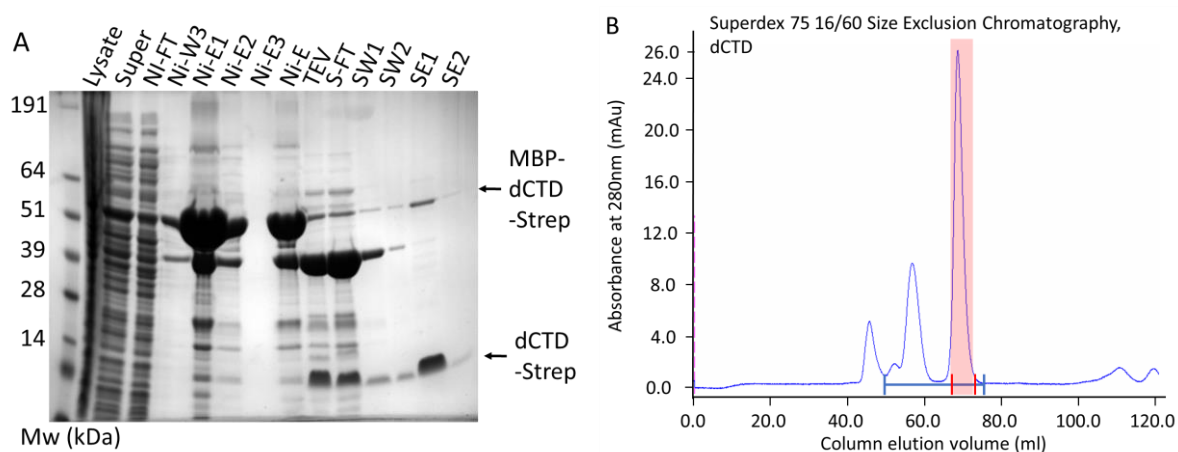 A
Lysate
Super
NI-FT
Ni-W3
Ni-E1
Ni-E2
Ni-E3
Ni-E
TEV
S-FT
SW1
SW2
SE1
SE2
191
64
51
39
28
14
Mw (kDa)
MBP-
dCTD
-Strep
dCTD
-Strep
B
Superdex 75 16/60 Size Exclusion Chromatography,
dCTD
Absorbance at 280nm (mAu)
26.0
24.0
20.0
16.0
12.0
8.0
4.0
0.0
0.0 20.0 40.0 60.0 80.0 100.0 120.0
Column elution volume (ml)